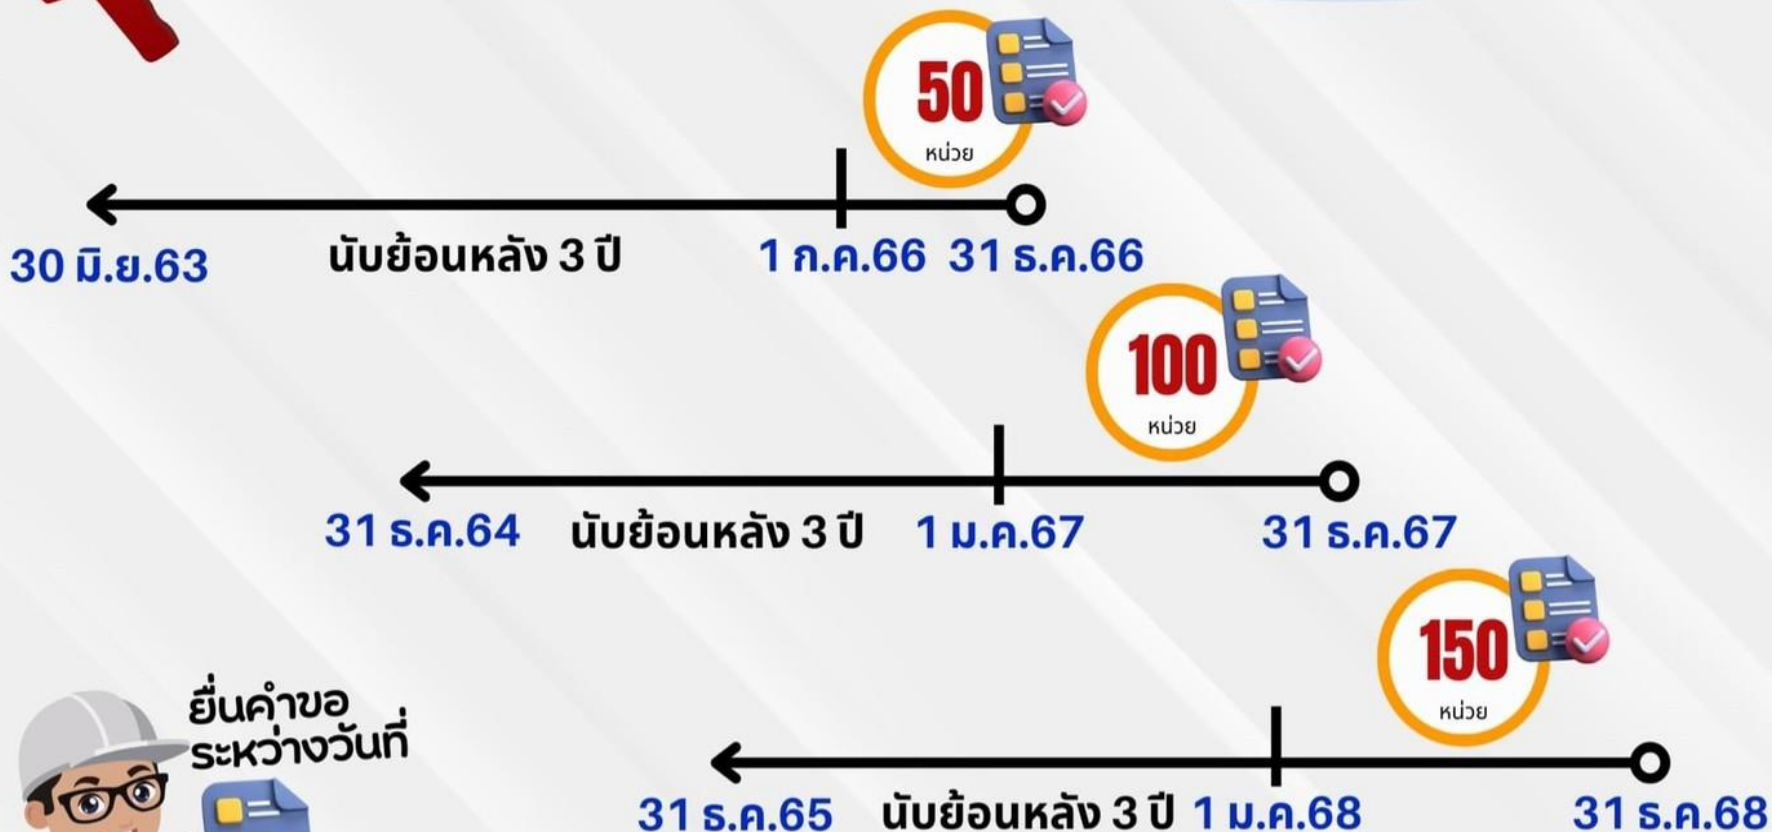 50
หน่วย
30 มิ.ย.63 นับย้อนหลัง 3 ปี 1 ก.ค.66 31 ธ.ค.66
100
หน่วย
31 ธ.ค.64 นับย้อนหลัง 3 ปี 1 ม.ค.67 31 ธ.ค.67
150
หน่วย
ยื่นคำขอ
ระหว่างวันที่
31 ธ.ค.65 นับย้อนหลัง 3 ปี 1 ม.ค.68 31 ธ.ค.68